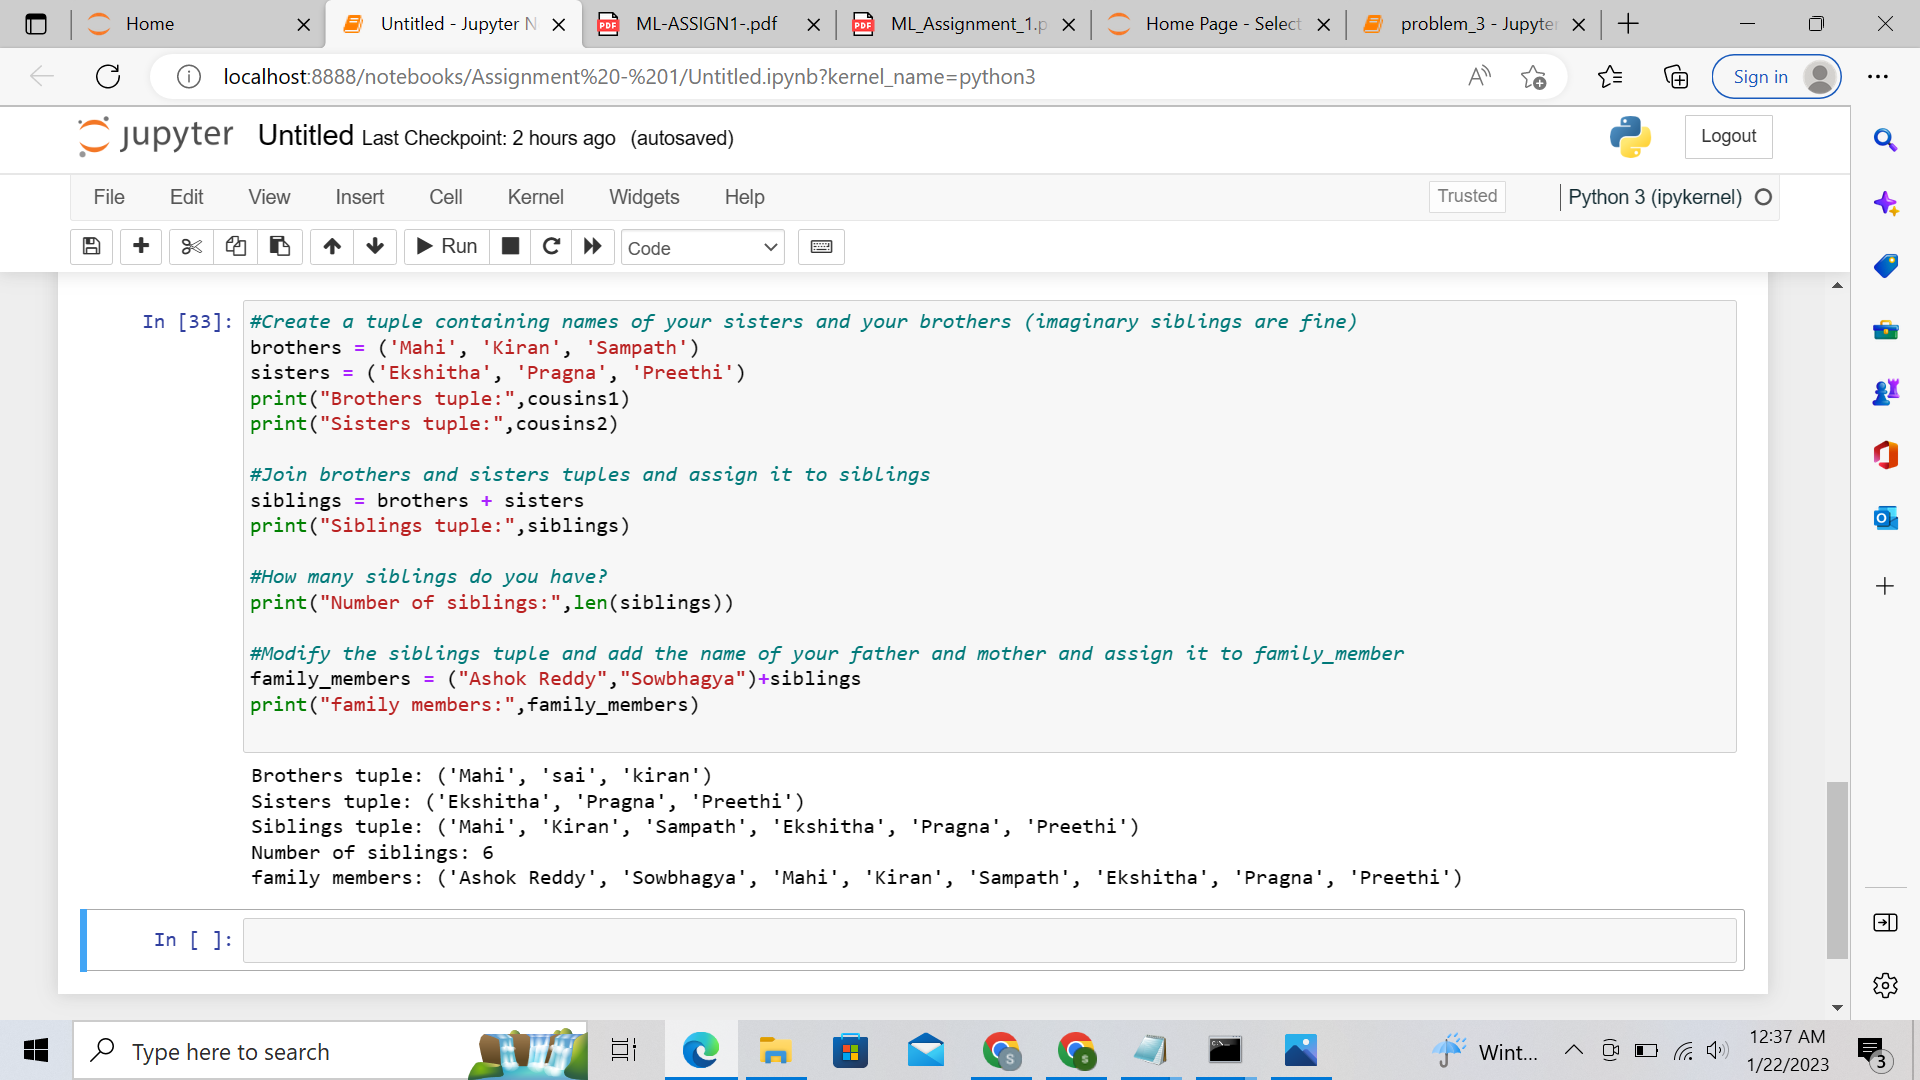 Home
Untitled - Jupyter N
ML-ASSIGN1-.pdf
ML_Assignment_1.p
Home Page - Select
problem_3 - Jupyte
localhost:8888/notebooks/Assignment%20-%201/Untitled.ipynb?kernel_name=python3
Sign in
jupyter Untitled Last Checkpoint: 2 hours ago (autosaved)
Logout
File Edit View Insert Cell Kernel Widgets Help
Trusted
Python 3 (ipykernel)
Run
Code
In [33]:
#Create a tuple containing names of your sisters and your brothers (imaginary siblings are fine)
brothers = ('Mahi', 'Kiran', 'Sampath')
sisters = ('Ekshitha', 'Pragna', 'Preethi')
print("Brothers tuple:",cousins1)
print("Sisters tuple:",cousins2)
#Join brothers and sisters tuples and assign it to siblings
siblings = brothers + sisters
print("Siblings tuple:",siblings)
#How many siblings do you have?
print("Number of siblings:",len(siblings))
#Modify the siblings tuple and add the name of your father and mother and assign it to family_member
family_members = ("Ashok Reddy","Sowbhagya")+siblings
print("family members:",family_members)
Brothers tuple: ('Mahi', 'sai', 'kiran')
Sisters tuple: ('Ekshitha', 'Pragna', 'Preethi')
Siblings tuple: ('Mahi', 'Kiran', 'Sampath', 'Ekshitha', 'Pragna', 'Preethi')
Number of siblings: 6
family members: ('Ashok Reddy', 'Sowbhagya', 'Mahi', 'Kiran', 'Sampath', 'Ekshitha', 'Pragna', 'Preethi')
In [ ]:
Type here to search
Wint...
12:37 AM
1/22/2023
3